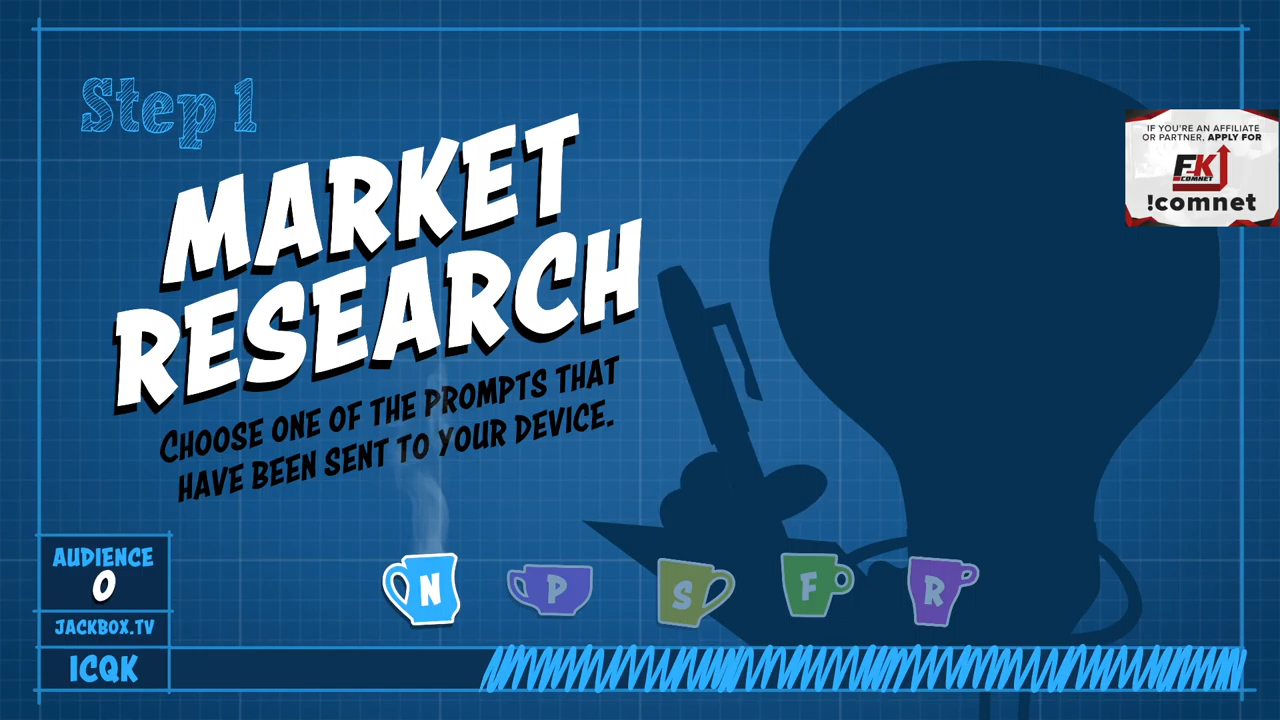 Step 1
MARKET
RESEARCH
CHOOSE ONE OF THE PROMPTS THAT
HAVE BEEN SENT TO YOUR DEVICE.
IF YOU'RE AN AFFILIATE
OR PARTNER, APPLY FOR
COMNET
!comnet
N P S F R
AUDIENCE
0
JACKBOX.TV
ICQK